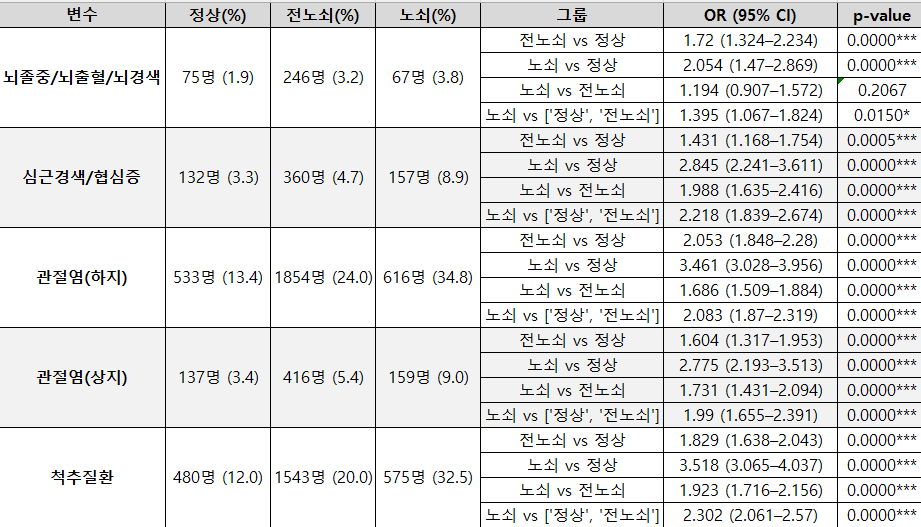 변수 정상(%) 전노쇠(%) 노쇠(%) 그룹 OR (95% CI) p-value
뇌졸중/뇌출혈/뇌경색 75명 (1.9) 246명 (3.2) 67명 (3.8) 전노쇠 vs 정상 1.72 (1.324–2.234) 0.0000***
노쇠 vs 정상 2.054 (1.47–2.869) 0.0000***
노쇠 vs 전노쇠 1.194 (0.907–1.572) 0.2067
노쇠 vs ['정상', '전노쇠'] 1.395 (1.067–1.824) 0.0150*
심근경색/협심증 132명 (3.3) 360명 (4.7) 157명 (8.9) 전노쇠 vs 정상 1.431 (1.168–1.754) 0.0005***
노쇠 vs 정상 2.845 (2.241–3.611) 0.0000***
노쇠 vs 전노쇠 1.988 (1.635–2.416) 0.0000***
노쇠 vs ['정상', '전노쇠'] 2.218 (1.839–2.674) 0.0000***
관절염(하지) 533명 (13.4) 1854명 (24.0) 616명 (34.8) 전노쇠 vs 정상 2.053 (1.848–2.28) 0.0000***
노쇠 vs 정상 3.461 (3.028–3.956) 0.0000***
노쇠 vs 전노쇠 1.686 (1.509–1.884) 0.0000***
노쇠 vs ['정상', '전노쇠'] 2.083 (1.87–2.319) 0.0000***
관절염(상지) 137명 (3.4) 416명 (5.4) 159명 (9.0) 전노쇠 vs 정상 1.604 (1.317–1.953) 0.0000***
노쇠 vs 정상 2.775 (2.193–3.513) 0.0000***
노쇠 vs 전노쇠 1.731 (1.431–2.094) 0.0000***
노쇠 vs ['정상', '전노쇠'] 1.99 (1.655–2.391) 0.0000***
척추질환 480명 (12.0) 1543명 (20.0) 575명 (32.5) 전노쇠 vs 정상 1.829 (1.638–2.043) 0.0000***
노쇠 vs 정상 3.518 (3.065–4.037) 0.0000***
노쇠 vs 전노쇠 1.923 (1.716–2.156) 0.0000***
노쇠 vs ['정상', '전노쇠'] 2.302 (2.061–2.57) 0.0000***